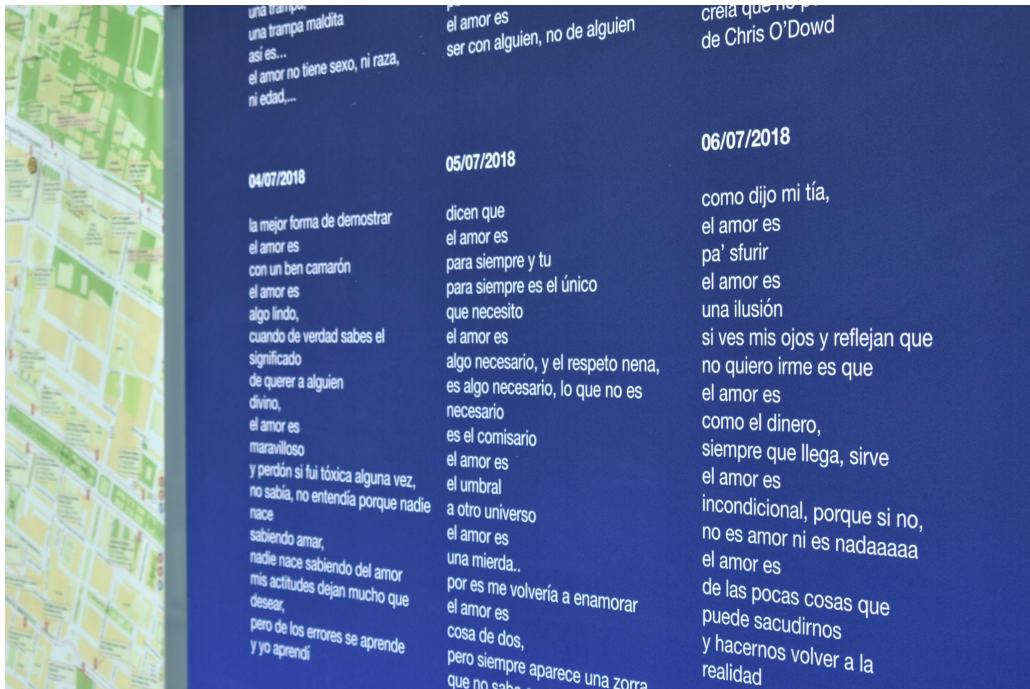 una trampa,
una trampa maldita
así es...
el amor no tiene sexo, ni raza,
ni edad,...
04/07/2018
la mejor forma de demostrar
el amor es
con un ben camarón
el amor es
algo lindo,
cuando de verdad sabes el
significado
de querer a alguien
divino,
el amor es
maravilloso
y perdón si fui tóxica alguna vez,
no sabía, no entendía porque nadie
nace
sabiendo amar,
nadie nace sabiendo del amor
mis actitudes dejan mucho que
desear,
pero de los errores se aprende
y yo aprendí
el amor es
ser con alguien, no de alguien
05/07/2018
dicen que
el amor es
para siempre y tu
para siempre es el único
que necesito
el amor es
algo necesario, y el respeto nena,
es algo necesario, lo que no es
necesario
es el comisario
el amor es
el umbral
a otro universo
el amor es
una mierda..
por es me volvería a enamorar
el amor es
cosa de dos,
pero siempre aparece una zorra
que no sabe
creía que no
de Chris O'Dowd
06/07/2018
como dijo mi tía,
el amor es
pa' sfurir
el amor es
una ilusión
si ves mis ojos y reflejan que
no quiero irme es que
el amor es
como el dinero,
siempre que llega, sirve
el amor es
incondicional, porque si no,
no es amor ni es nadaaaaa
el amor es
de las pocas cosas que
puede sacudirnos
y hacernos volver a la
realidad